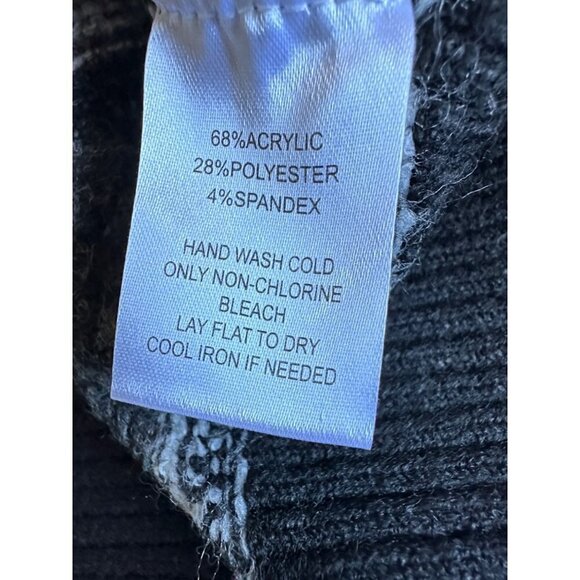 68%ACRYLIC
28%POLYESTER
4%SPANDEX
HAND WASH COLD
ONLY NON-CHLORINE
BLEACH
LAY FLAT TO DRY
COOL IRON IF NEEDED